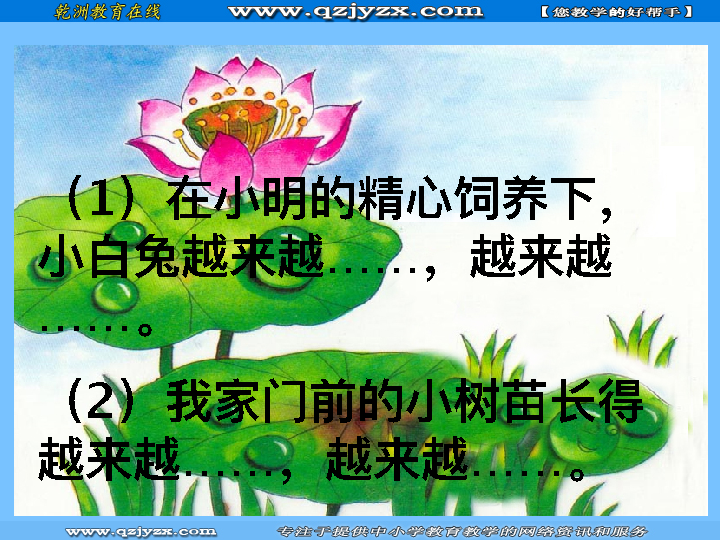 乾洲教育在线 www.qzjyzx.com 【您教学的好帮手】
（1）在小明的精心饲养下，
小白兔越来越……，越来越
……。
（2）我家门前的小树苗长得
越来越……，越来越……。
www.qzjyzx.com 专注于提供中小学教育教学的网络资讯和服务